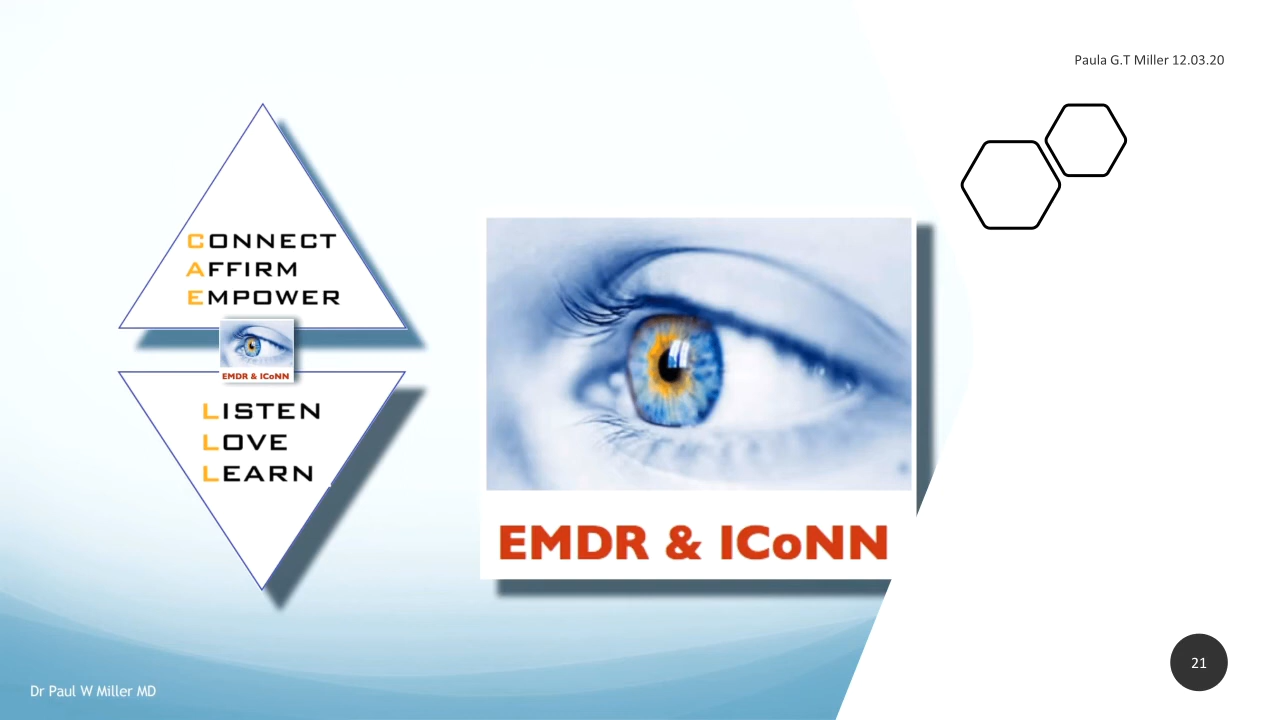 Paula G.T Miller 12.03.20
CONNECT
AFFIRM
EMPOWER
EMDR & ICoNN
LISTEN
LOVE
LEARN
EMDR & ICoNN
21
Dr Paul W Miller MD